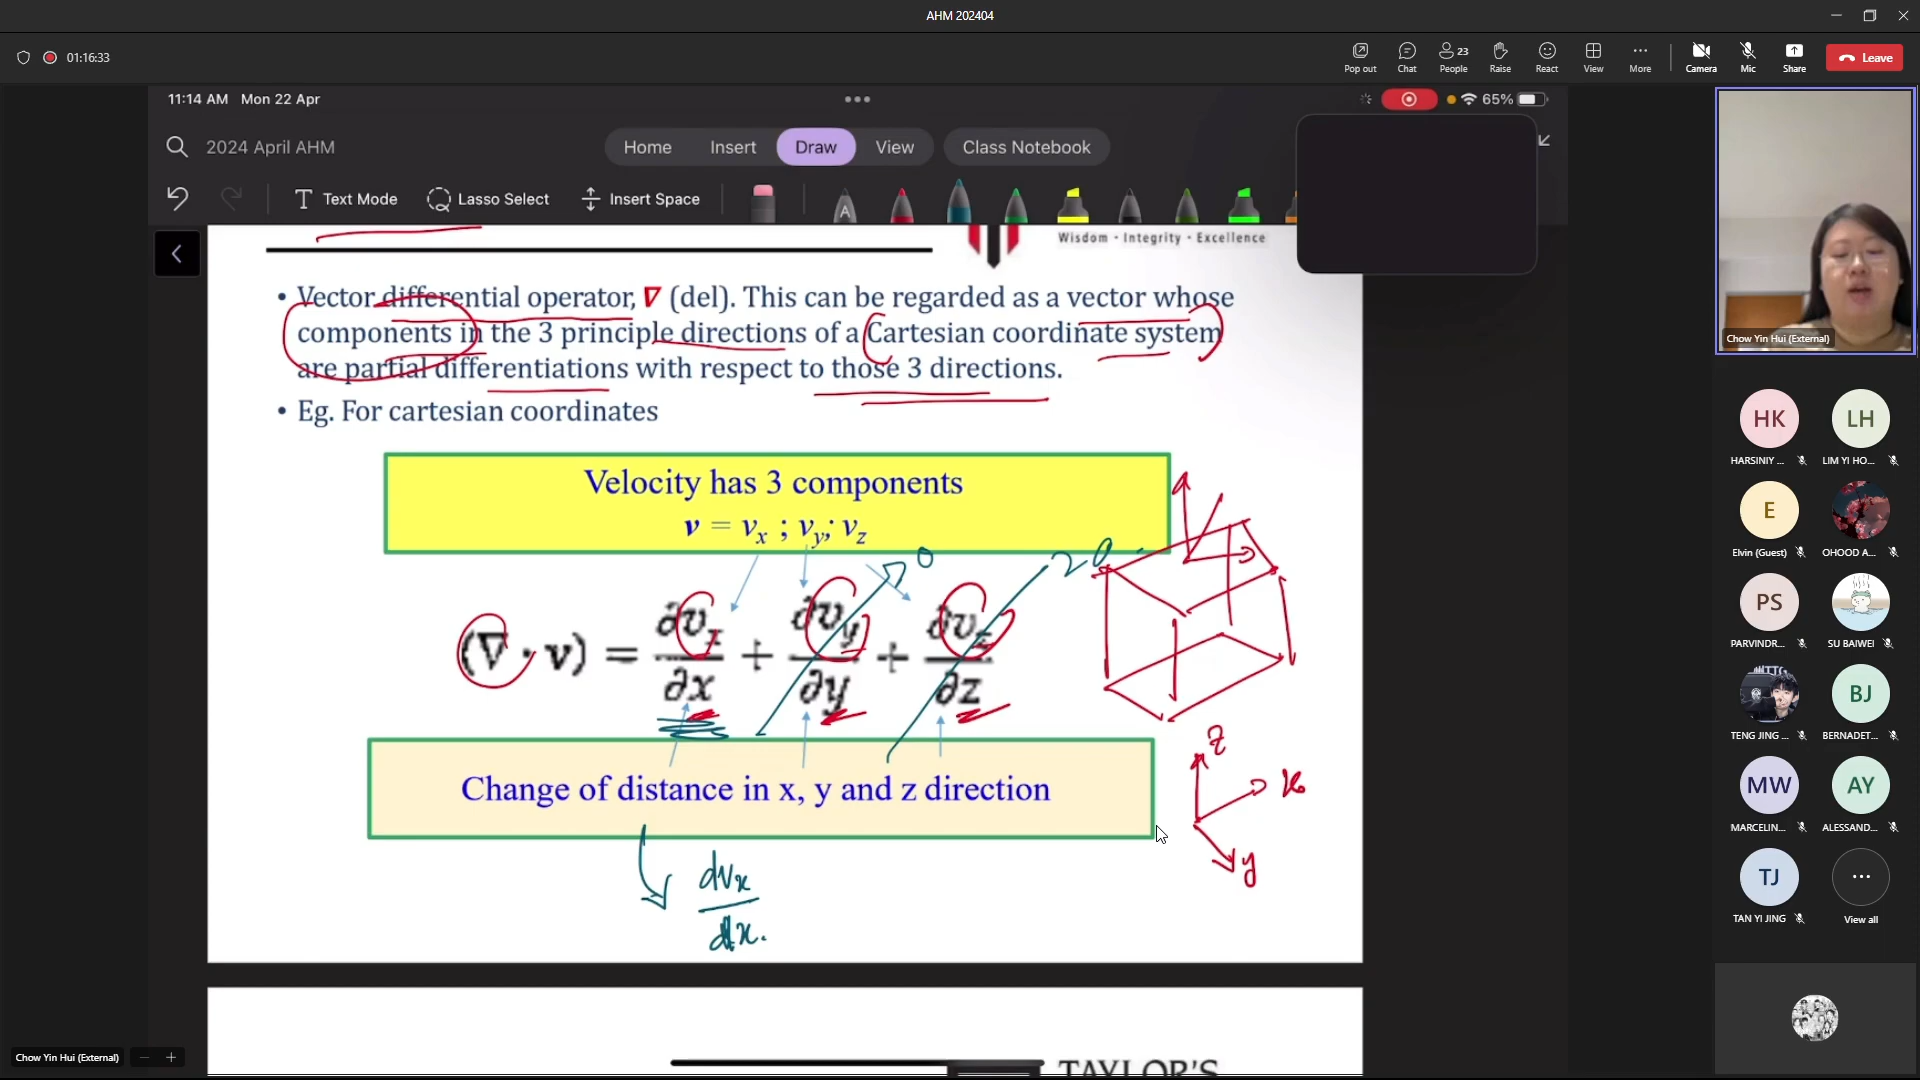 AHM 202404
01:16:33
Pop out
Chat
23
People
Raise
React
View
More
Camera
Mic
Share
Leave
11:14 AM Mon 22 Apr
65%
2024 April AHM
Home
Insert
Draw
View
Class Notebook
T Text Mode
Lasso Select
Insert Space
A
Wisdom · Integrity · Excellence
• Vector differential operator, ∇ (del). This can be regarded as a vector whose
components in the 3 principle directions of a Cartesian coordinate system
are partial differentiations with respect to those 3 directions.
• Eg. For cartesian coordinates
Velocity has 3 components
v = vx ; vy; vz
0
0
(∇ · v) = ∂vx/∂x + ∂vy/∂y + ∂vz/∂z
Change of distance in x, y and z direction
z
x
y
dvx
dx.
TAYLOR'S
Chow Yin Hui (External)
HK
LH
HARSINIY ...
LIM YI HO...
E
Elvin (Guest)
OHOOD A...
PS
PARVINDR...
SU BAIWEI
BJ
TENG JING ...
BERNADET...
MW
AY
MARCELIN...
ALESSAND...
TJ
TAN YI JING
View all
Chow Yin Hui (External)